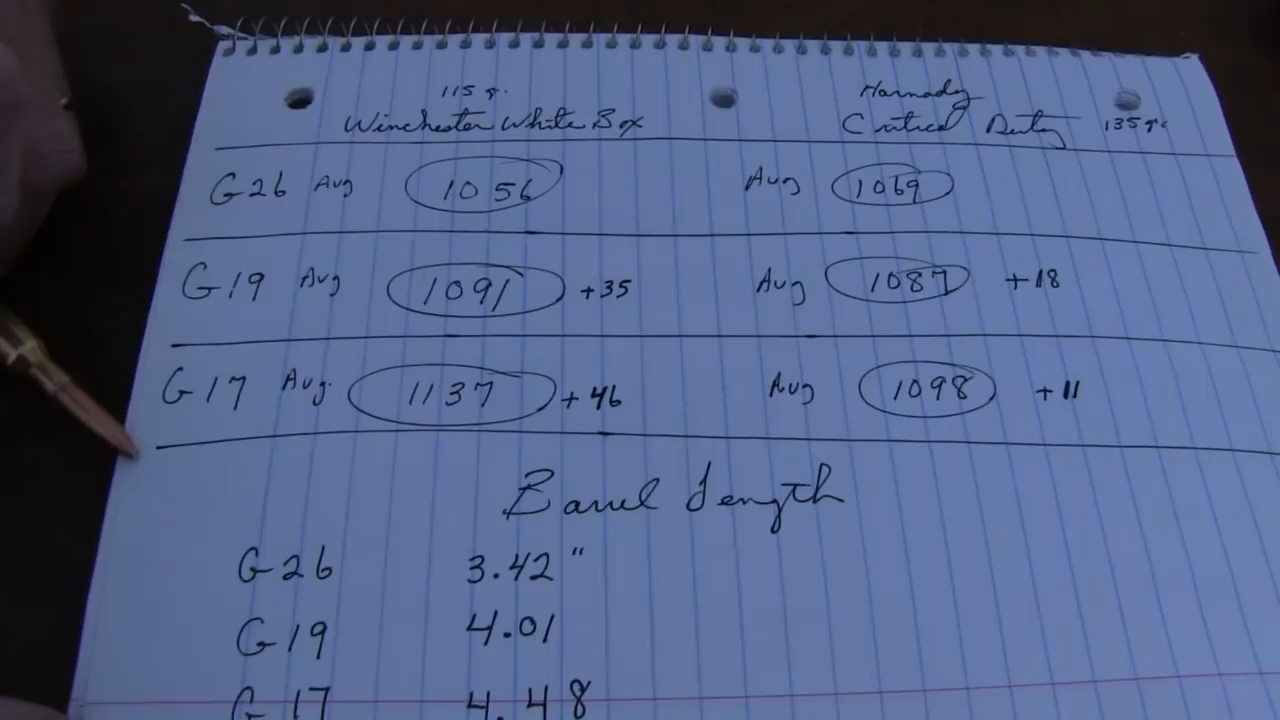 115 gr. Hornady
Winchester White Box Critical Duty 135 gr.
G26 Avg 1056 Avg 1069
G19 Avg 1091 +35 Avg 1087 +18
G17 Avg. 1137 +46 Avg 1098 +11
Barrel Length
G26 3.42"
G19 4.01
G17 4.48